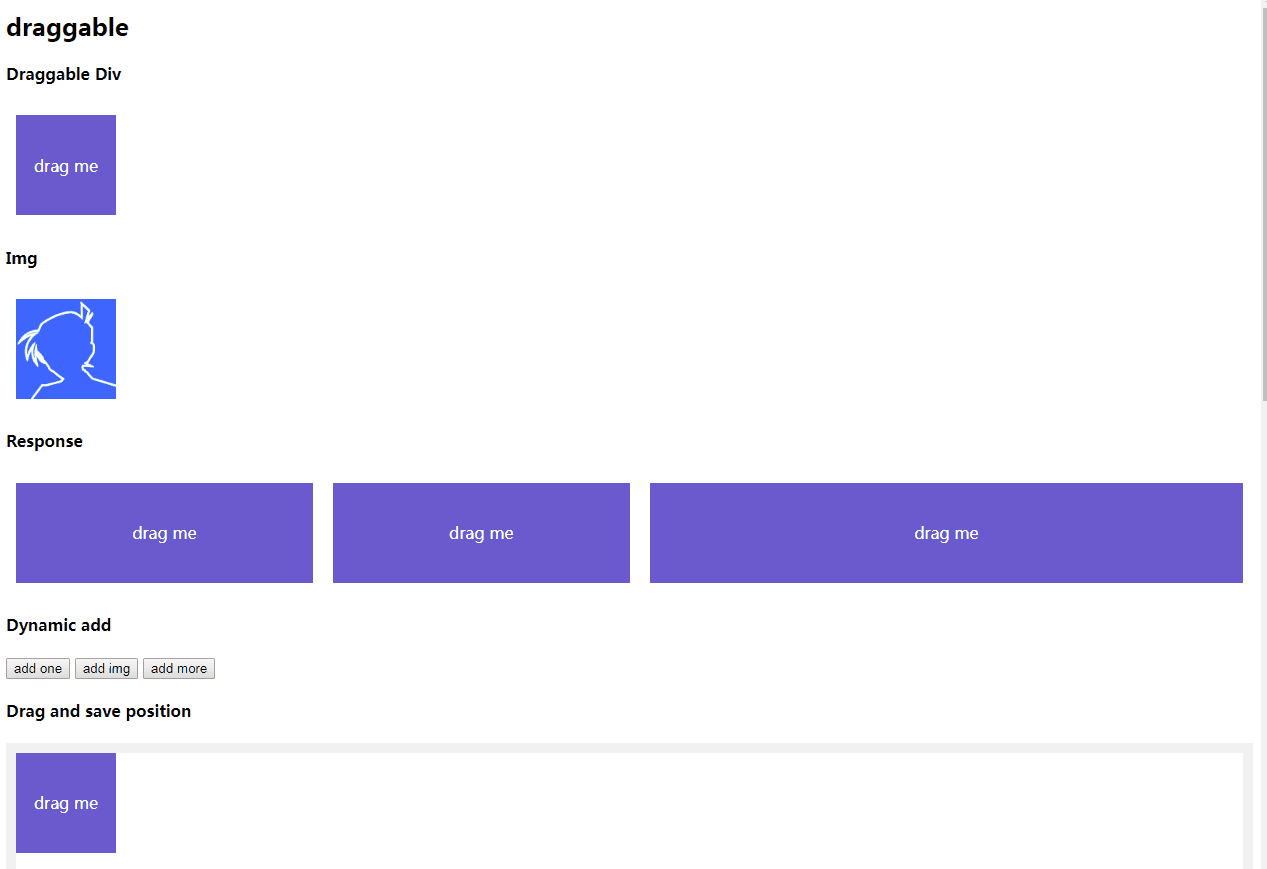 draggable
Draggable Div
drag me
Img
Response
drag me drag me drag me
Dynamic add
add one add img add more
Drag and save position
drag me